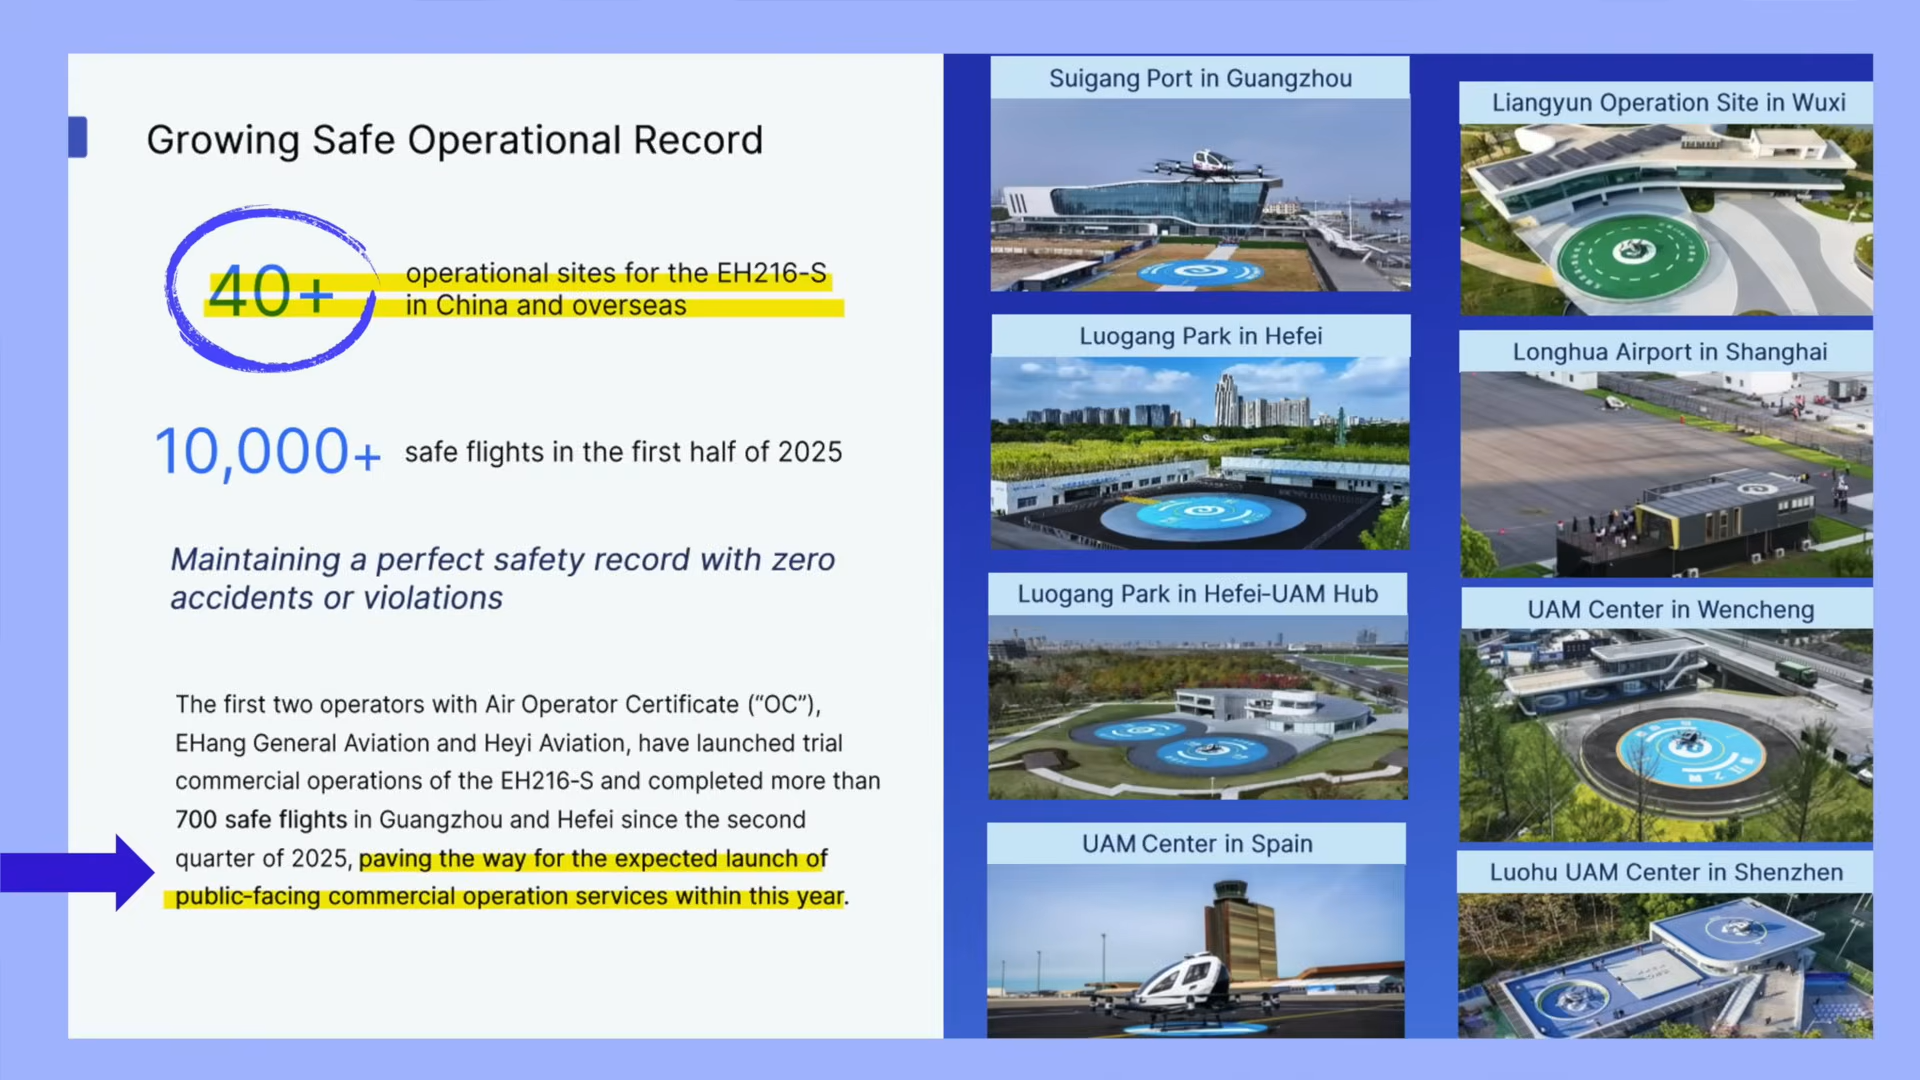 Growing Safe Operational Record
40+
operational sites for the EH216-S
in China and overseas
10,000+
safe flights in the first half of 2025
Maintaining a perfect safety record with zero
accidents or violations
The first two operators with Air Operator Certificate (“OC”),
EHang General Aviation and Heyi Aviation, have launched trial
commercial operations of the EH216-S and completed more than
700 safe flights in Guangzhou and Hefei since the second
quarter of 2025, paving the way for the expected launch of
public-facing commercial operation services within this year.
Suigang Port in Guangzhou
Luogang Park in Hefei
Luogang Park in Hefei-UAM Hub
UAM Center in Spain
Liangyun Operation Site in Wuxi
Longhua Airport in Shanghai
UAM Center in Wencheng
Luohu UAM Center in Shenzhen